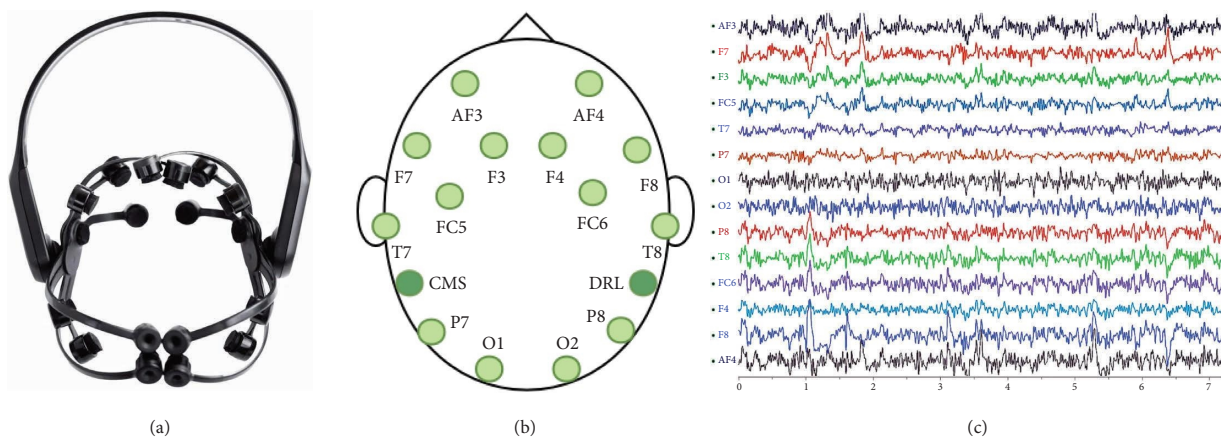 AF3
AF4
F7
F3
F4
F8
FC5
FC6
T7
T8
CMS
DRL
P7
P8
O1
O2
AF3
F7
F3
FC5
T7
P7
O1
O2
P8
T8
FC6
F4
F8
AF4
0 1 2 3 4 5 6 7
(a) (b) (c)